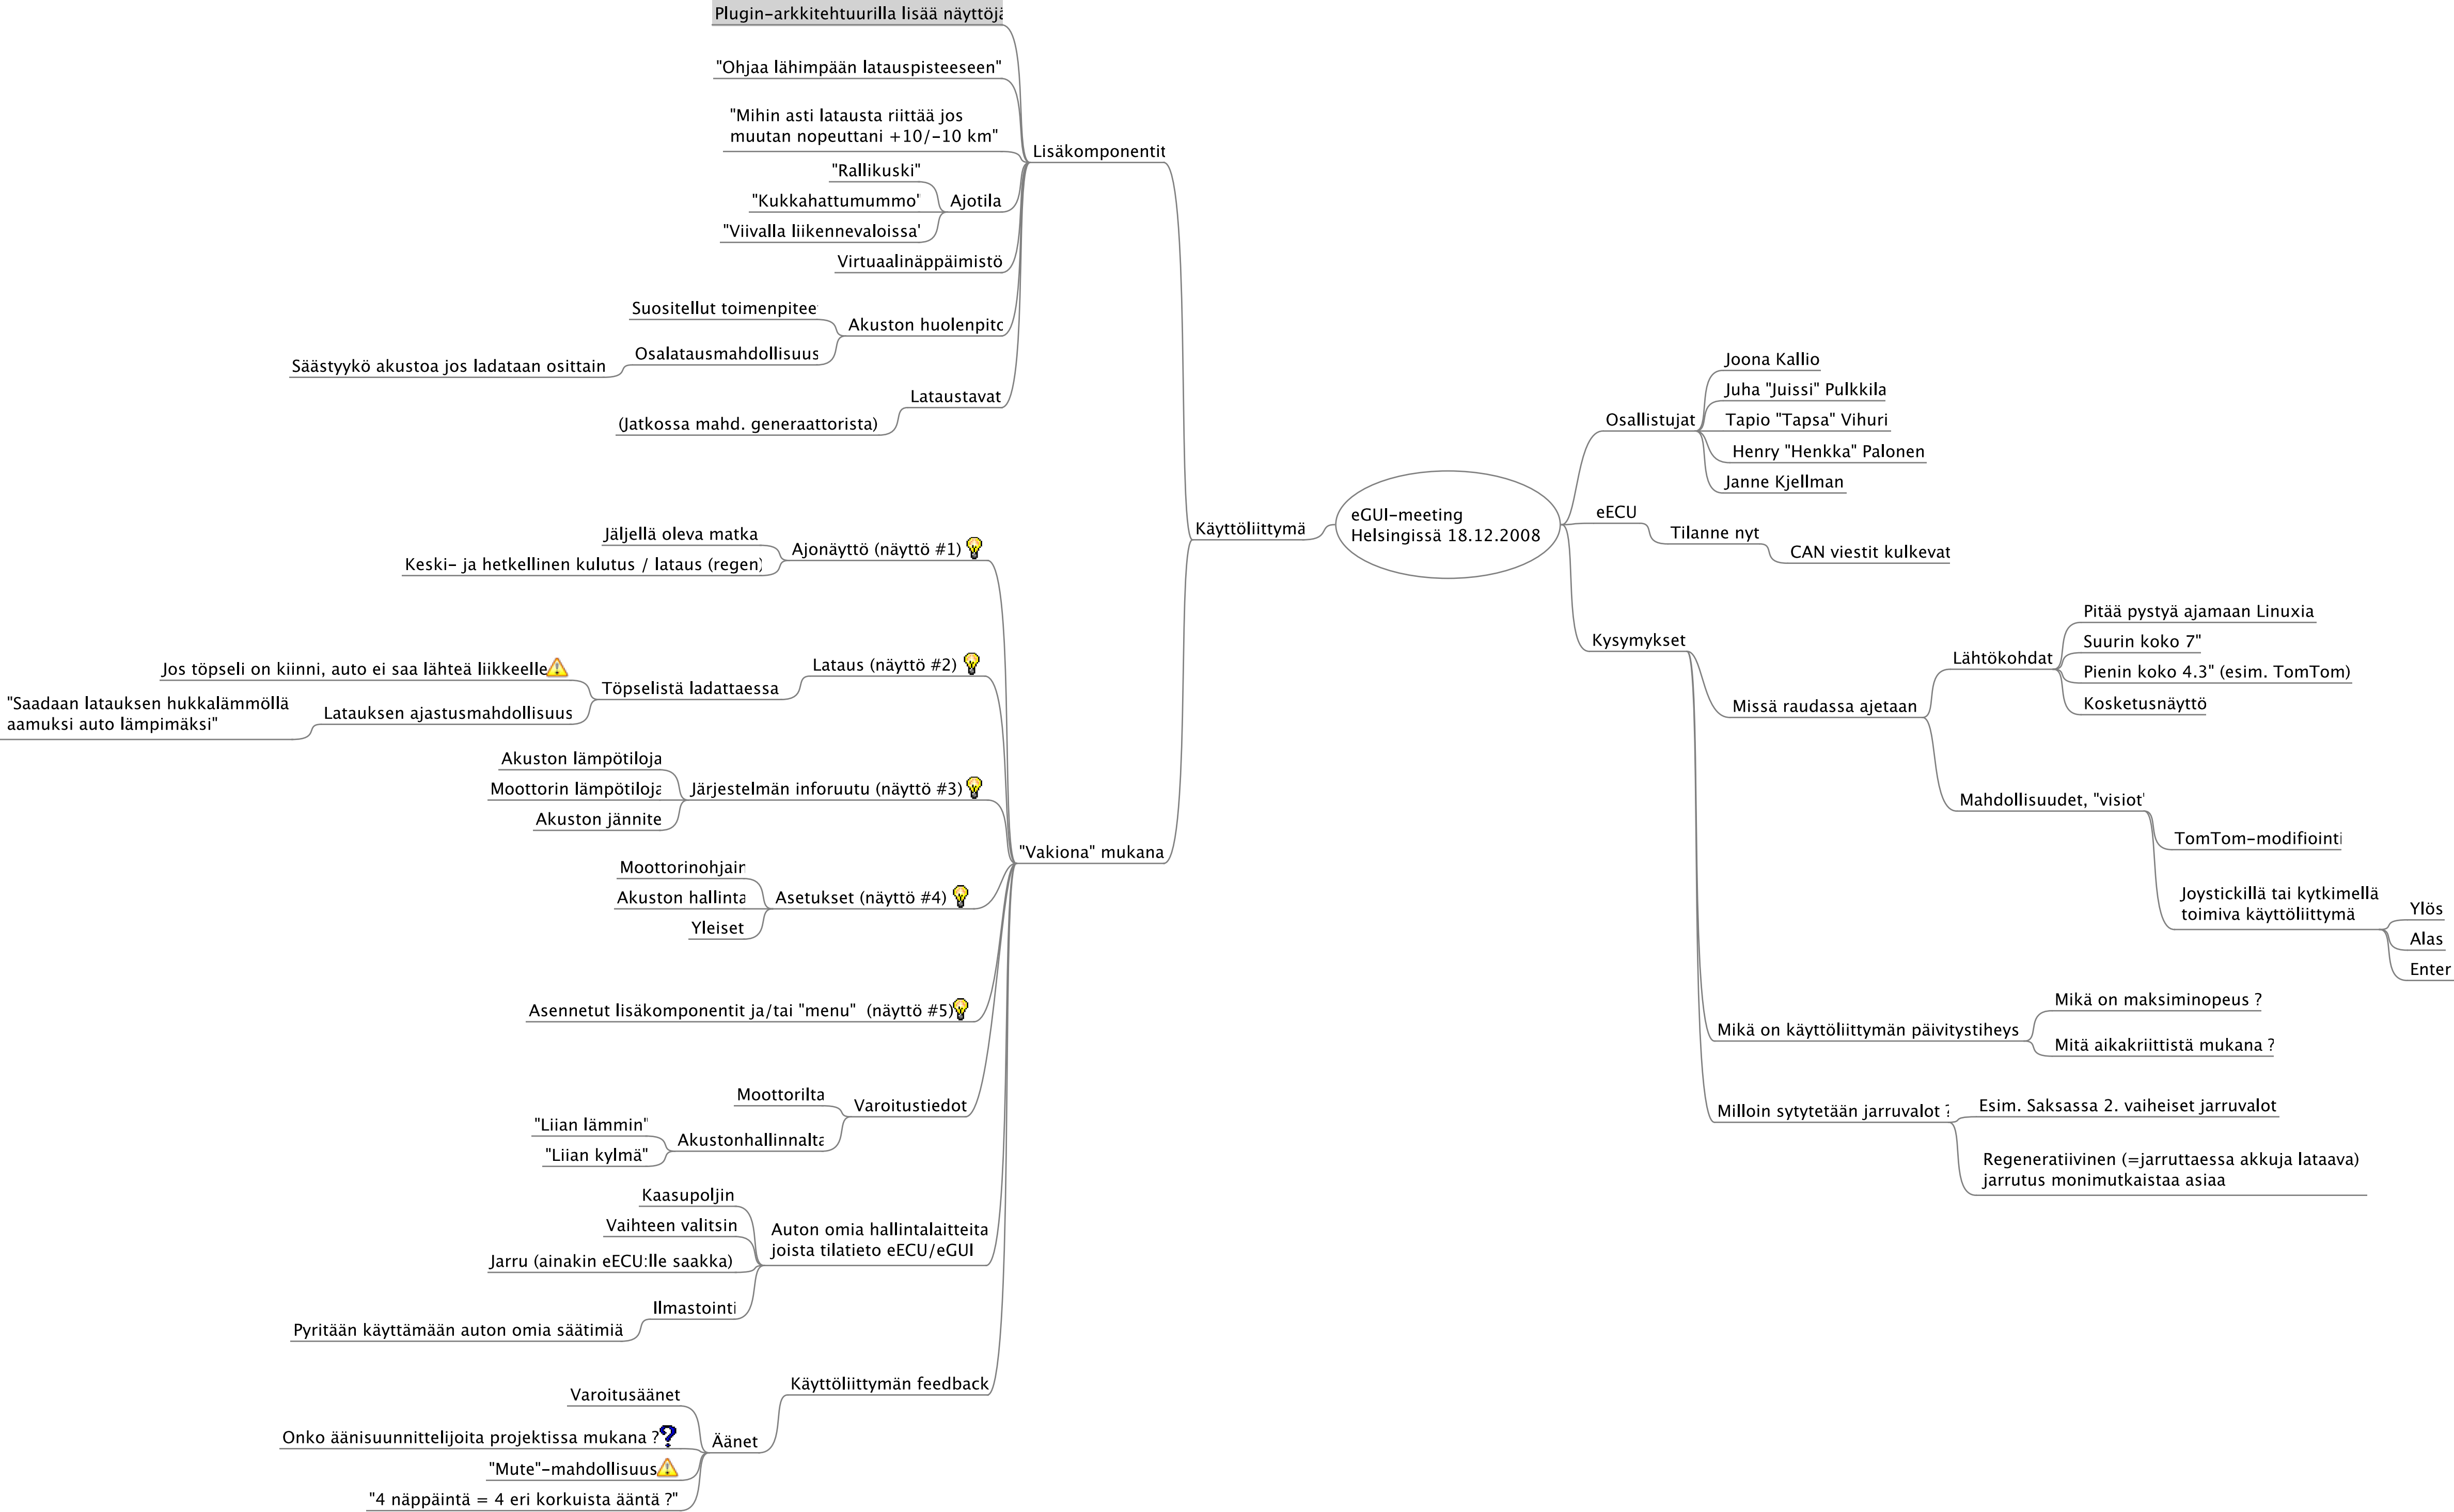 eGUI-meeting
Helsingissä 18.12.2008
Käyttöliittymä
Lisäkomponentit
Plugin-arkkitehtuurilla lisää näyttöjä
"Ohjaa lähimpään latauspisteeseen"
"Mihin asti latausta riittää jos
muutan nopeuttani +10/-10 km"
Ajotila
"Rallikuski"
"Kukkahattumummo"
"Viivalla liikennevaloissa"
Virtuaalinäppäimistö
Akuston huolenpito
Suositellut toimenpitee
Osalatausmahdollisuus
Säästyykö akustoa jos ladataan osittain
Lataustavat
(Jatkossa mahd. generaattorista)
"Vakiona" mukana
Ajonäyttö (näyttö #1)
Jäljellä oleva matka
Keski- ja hetkellinen kulutus / lataus (regen)
Lataus (näyttö #2)
Töpselistä ladattaessa
Jos töpseli on kiinni, auto ei saa lähteä liikkeelle
Latauksen ajastusmahdollisuus
"Saadaan latauksen hukkalämmöllä
aamuksi auto lämpimäksi"
Järjestelmän inforuutu (näyttö #3)
Akuston lämpötiloja
Moottorin lämpötiloja
Akuston jännite
Asetukset (näyttö #4)
Moottorinohjain
Akuston hallinta
Yleiset
Asennetut lisäkomponentit ja/tai "menu" (näyttö #5)
Varoitustiedot
Moottorilta
Akustonhallinnalta
"Liian lämmin"
"Liian kylmä"
Auton omia hallintalaitteita
joista tilatieto eECU/eGUI
Kaasupoljin
Vaihteen valitsin
Jarru (ainakin eECU:lle saakka)
Ilmastointi
Pyritään käyttämään auton omia säätimiä
Käyttöliittymän feedback
Äänet
Varoitusäänet
Onko äänisuunnittelijoita projektissa mukana ?
"Mute"-mahdollisuus
"4 näppäintä = 4 eri korkuista ääntä ?"
Osallistujat
Joona Kallio
Juha "Juissi" Pulkkila
Tapio "Tapsa" Vihuri
Henry "Henkka" Palonen
Janne Kjellman
eECU
Tilanne nyt
CAN viestit kulkevat
Kysymykset
Missä raudassa ajetaan
Lähtökohdat
Pitää pystyä ajamaan Linuxia
Suurin koko 7"
Pienin koko 4.3" (esim. TomTom)
Kosketusnäyttö
Mahdollisuudet, "visiot"
TomTom-modifiointi
Joystickillä tai kytkimellä
toimiva käyttöliittymä
Ylös
Alas
Enter
Mikä on käyttöliittymän päivitystiheys
Mikä on maksiminopeus ?
Mitä aikakriittistä mukana ?
Milloin sytytetään jarruvalot ?
Esim. Saksassa 2. vaiheiset jarruvalot
Regeneratiivinen (=jarruttaessa akkuja lataava)
jarrutus monimutkaistaa asiaa